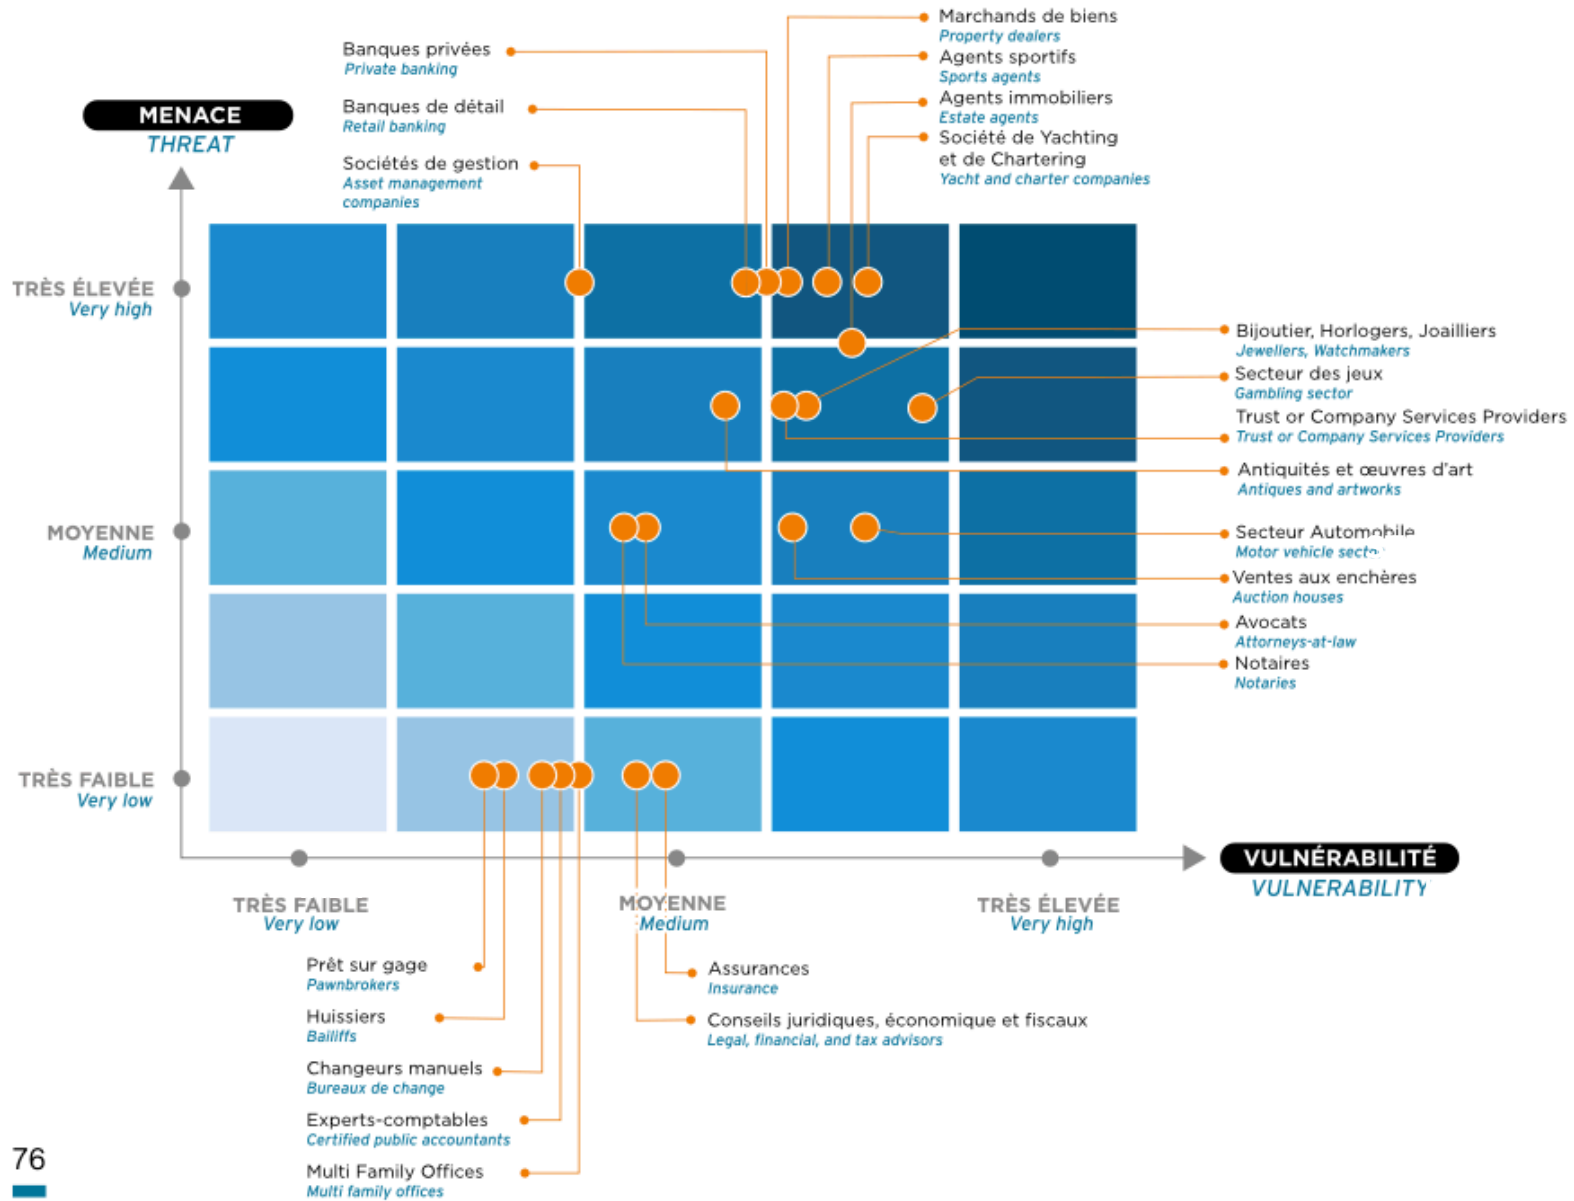 Marchands de biens
Property dealers
Agents sportifs
Sports agents
Agents immobiliers
Estate agents
Société de Yachting
et de Chartering
Yacht and charter companies
Banques privées
Private banking
Banques de détail
Retail banking
Sociétés de gestion
Asset management
companies
MENACE
THREAT
TRÈS ÉLEVÉE
Very high
MOYENNE
Medium
TRÈS FAIBLE
Very low
Bijoutier, Horlogers, Joailliers
Jewellers, Watchmakers
Secteur des jeux
Gambling sector
Trust or Company Services Providers
Trust or Company Services Providers
Antiquités et œuvres d'art
Antiques and artworks
Secteur Automobile
Motor vehicle sector
Ventes aux enchères
Auction houses
Avocats
Attorneys-at-law
Notaires
Notaries
VULNÉRABILITÉ
VULNERABILITY
TRÈS FAIBLE
Very low
MOYENNE
Medium
TRÈS ÉLEVÉE
Very high
Prêt sur gage
Pawnbrokers
Huissiers
Bailiffs
Changeurs manuels
Bureaux de change
Experts-comptables
Certified public accountants
Multi Family Offices
Multi family offices
Assurances
Insurance
Conseils juridiques, économique et fiscaux
Legal, financial, and tax advisors
76